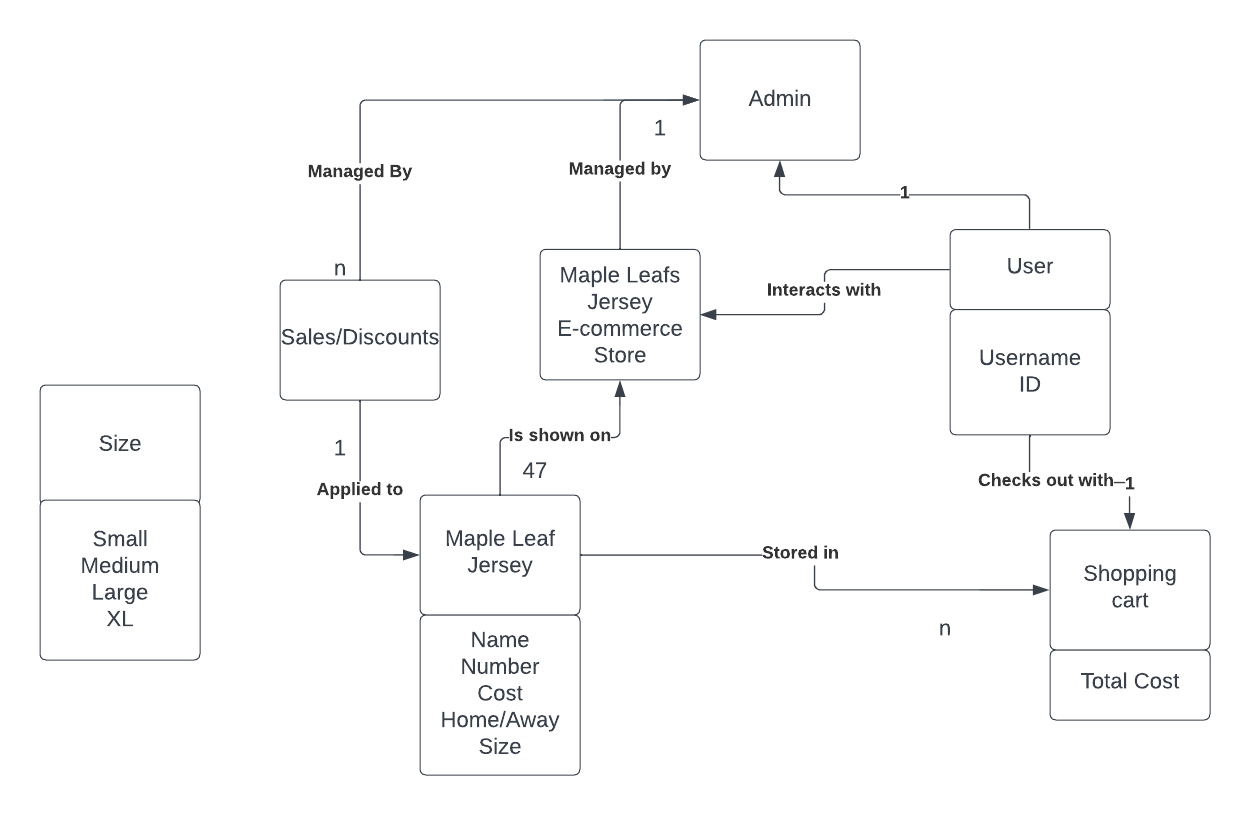 Admin
1
Managed By
Managed by
1
User
Interacts with
n
Sales/Discounts
Maple Leafs
Jersey
E-commerce
Store
Username
ID
Size
Small
Medium
Large
XL
1
Applied to
Is shown on
47
Checks out with
1
Maple Leaf
Jersey
Name
Number
Cost
Home/Away
Size
Stored in
n
Shopping
cart
Total Cost